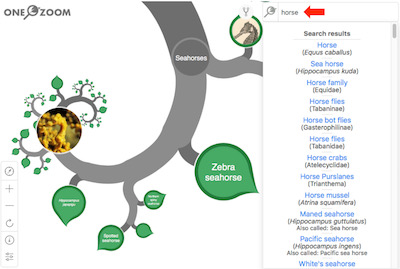 ONE ZOOM
horse
Search results
Horse
(Equus caballus)
Sea horse
(Hippocampus kuda)
Horse family
(Equidae)
Horse flies
(Tabaninae)
Horse bot flies
(Gasterophilinae)
Horse flies
(Tabanidae)
Horse crabs
(Atelecyclidae)
Horse Purslanes
(Trianthema)
Horse mussel
(Atrina squamifera)
Maned seahorse
(Hippocampus guttulatus)
Also called: Sea horse
Pacific seahorse
(Hippocampus ingens)
Also called: Pacific sea horse
White's seahorse
Seahorses
Zebra
seahorse
Spotted
seahorse